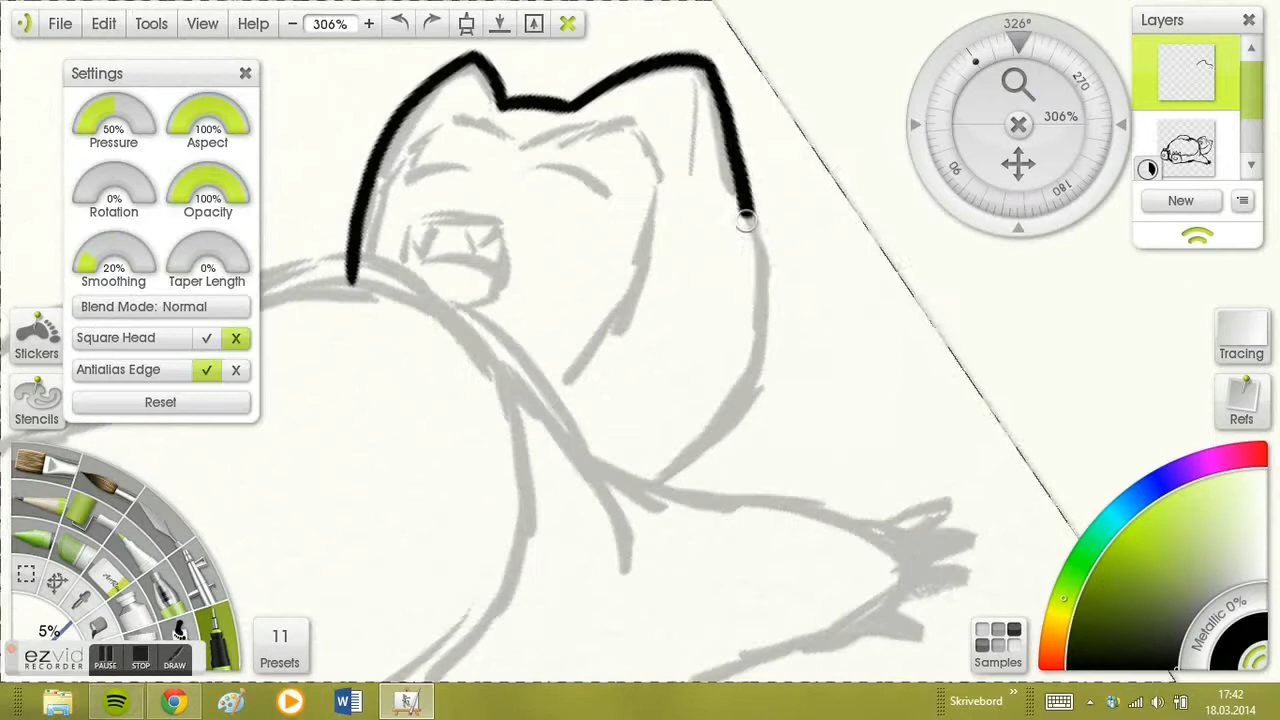 File Edit Tools View Help − 306% +
Settings
50%
Pressure
100%
Aspect
0%
Rotation
100%
Opacity
20%
Smoothing
0%
Taper Length
Blend Mode: Normal
Square Head
Antialias Edge
Reset
Stickers
Stencils
5%
ezvid
RECORDER
PAUSE STOP DRAW
11
Presets
326°
270
306%
90
180
Layers
New
Tracing
Refs
Metallic 0%
Samples
Skrivebord
17:42
18.03.2014